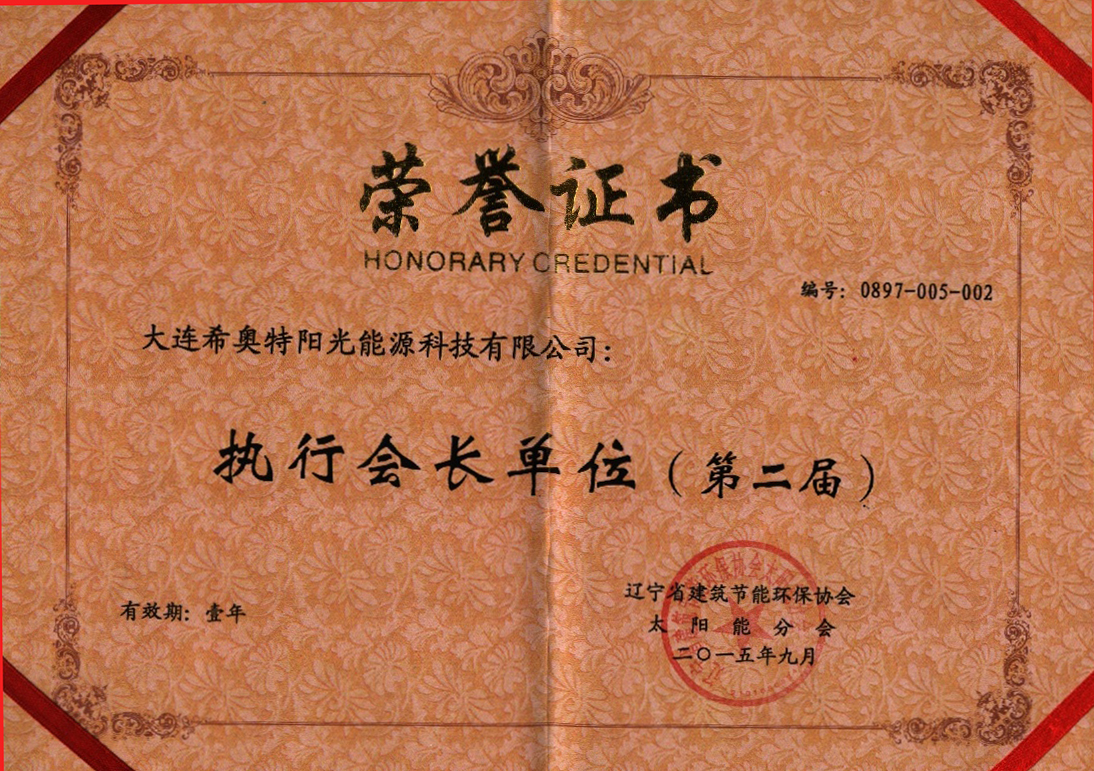 荣誉证书
HONORARY CREDENTIAL
编号：0897-005-002
大连希奥特阳光能源科技有限公司：
执行会长单位（第二届）
有效期：壹年
辽宁省建筑节能环保协会
太阳能分会
二〇一五年九月